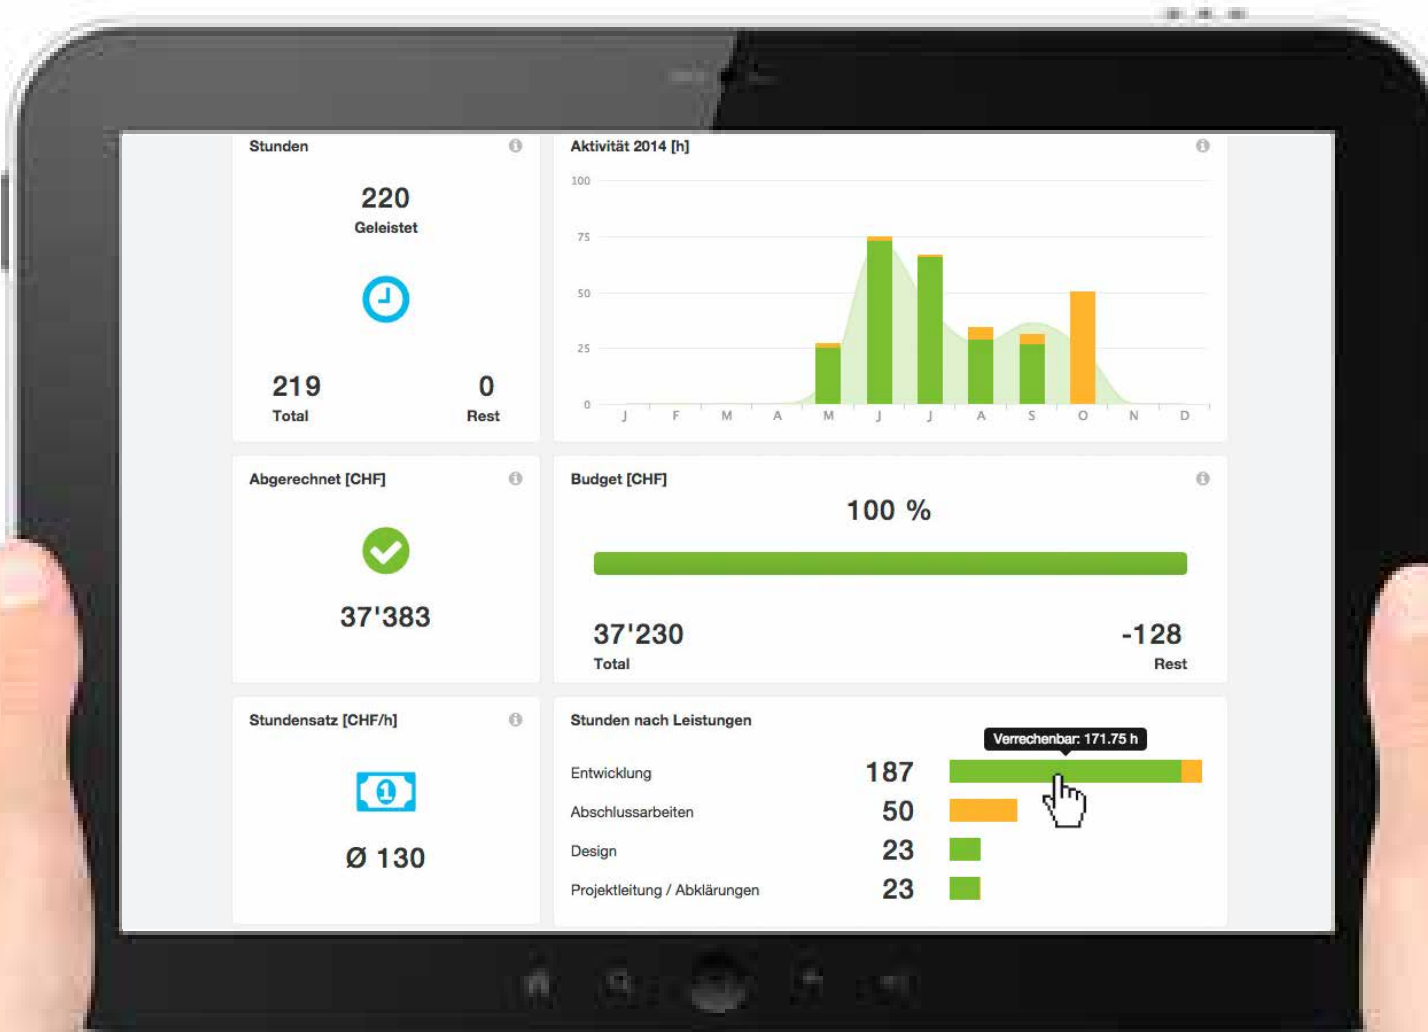 Stunden
220
Geleistet
219
Total
0
Rest
Aktivität 2014 [h]
100
75
50
25
0
J F M A M J J A S O N D
Abgerechnet [CHF]
37'383
Budget [CHF]
100 %
37'230
Total
-128
Rest
Stundensatz [CHF/h]
1
Ø 130
Stunden nach Leistungen
Verrechenbar: 171.75 h
Entwicklung 187
Abschlussarbeiten 50
Design 23
Projektleitung / Abklärungen 23